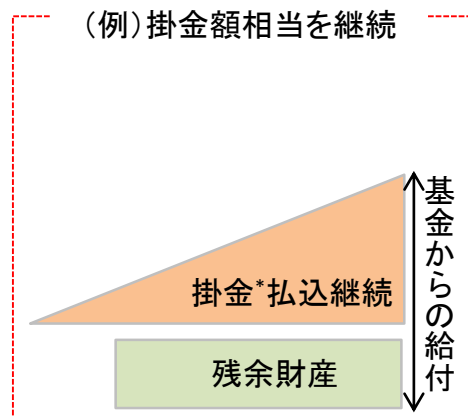 （例）掛金額相当を継続
掛金*払込継続
残余財産
基金からの給付